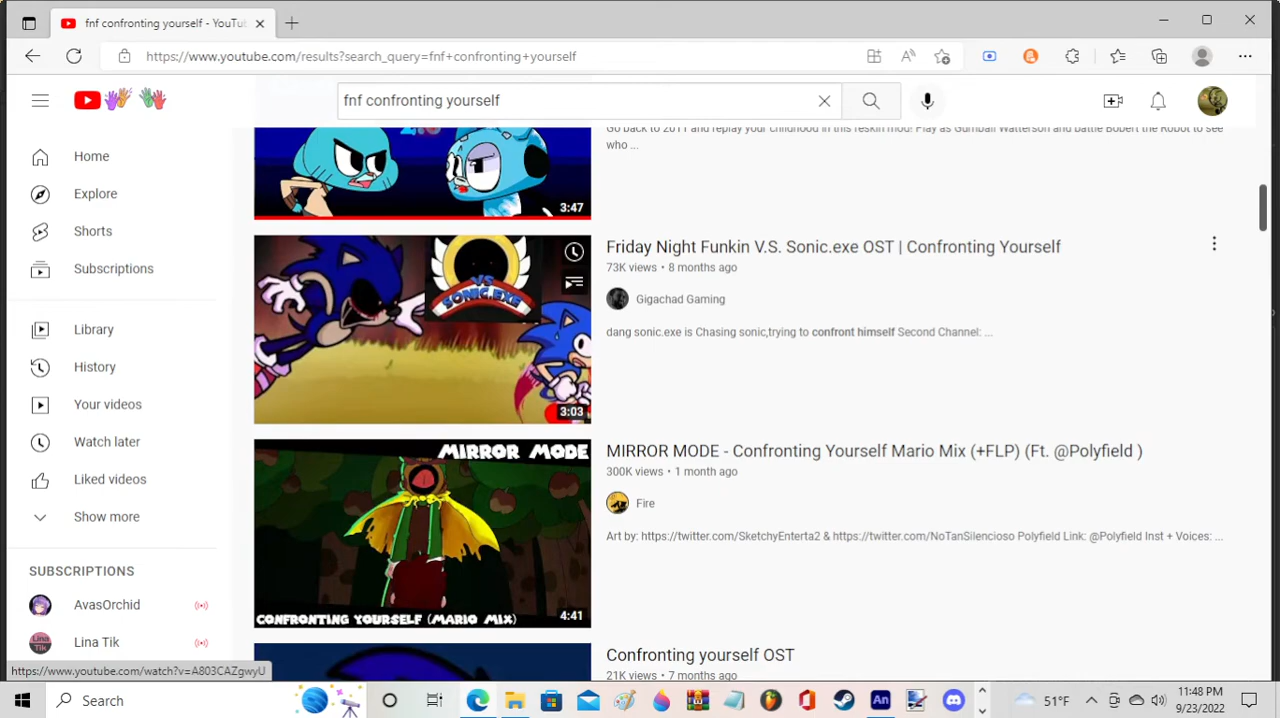 fnf confronting yourself - YouTu
https://www.youtube.com/results?search_query=fnf+confronting+yourself
fnf confronting yourself
Go back to 2011 and replay your childhood in this reskin mod! Play as Gumball Watterson and battle Bobert the Robot to see
who ...
3:47
Home
Explore
Shorts
Subscriptions
Library
History
Your videos
Watch later
Liked videos
Show more
SUBSCRIPTIONS
AvasOrchid
Lina Tik
VS
SONIC.EXE
3:03
Friday Night Funkin V.S. Sonic.exe OST | Confronting Yourself
73K views • 8 months ago
Gigachad Gaming
dang sonic.exe is Chasing sonic,trying to confront himself Second Channel: ...
MIRROR MODE
CONFRONTING YOURSELF (MARIO MIX)
4:41
MIRROR MODE - Confronting Yourself Mario Mix (+FLP) (Ft. @Polyfield )
300K views • 1 month ago
Fire
Art by: https://twitter.com/SketchyEnterta2 & https://twitter.com/NoTanSilencioso Polyfield Link: @Polyfield Inst + Voices: ...
Confronting yourself OST
21K views • 7 months ago
https://www.youtube.com/watch?v=A803CAZgwyU
Search
51°F
11:48 PM
9/23/2022